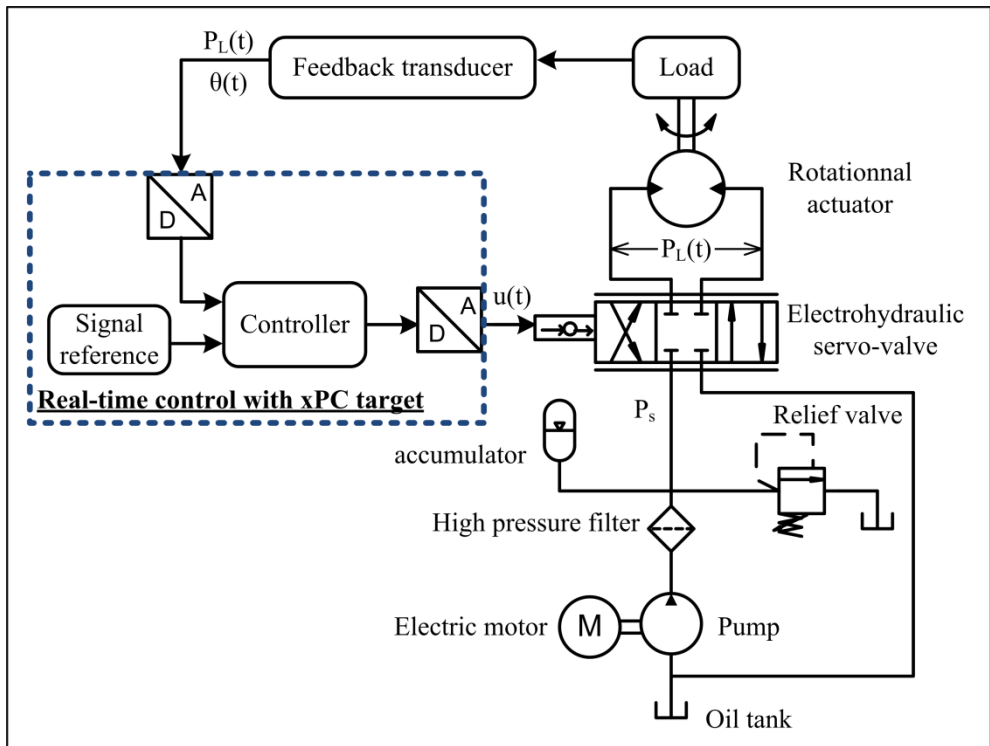 P_L(t)
θ(t)
Feedback transducer
Load
Rotationnal
actuator
P_L(t)
A
D
u(t)
A
D
Controller
Signal
reference
Real-time control with xPC target
Electrohydraulic
servo-valve
P_s
Relief valve
accumulator
High pressure filter
Electric motor
M
Pump
Oil tank